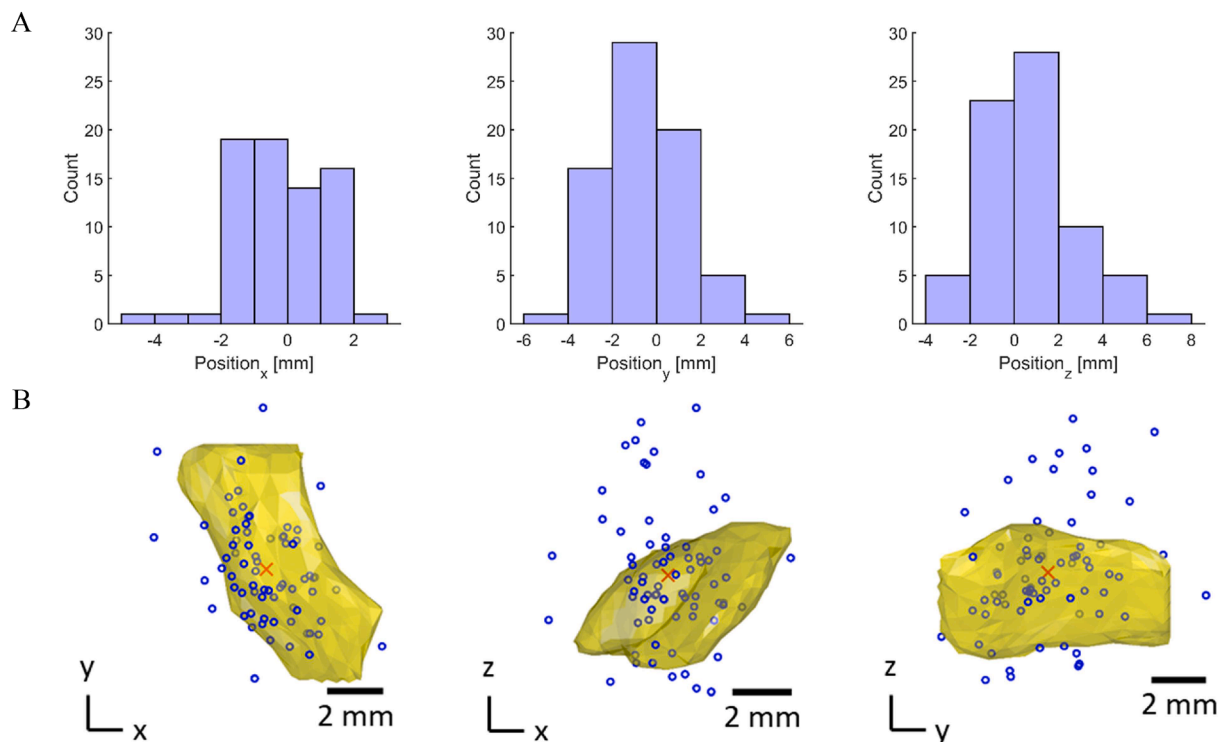 A
30
25
20
15
10
5
0
Count
-4 -2 0 2
Position_x [mm]
30
25
20
15
10
5
0
Count
-6 -4 -2 0 2 4 6
Position_y [mm]
30
25
20
15
10
5
0
Count
-4 -2 0 2 4 6 8
Position_z [mm]
B
y
x
2 mm
z
x
2 mm
z
y
2 mm